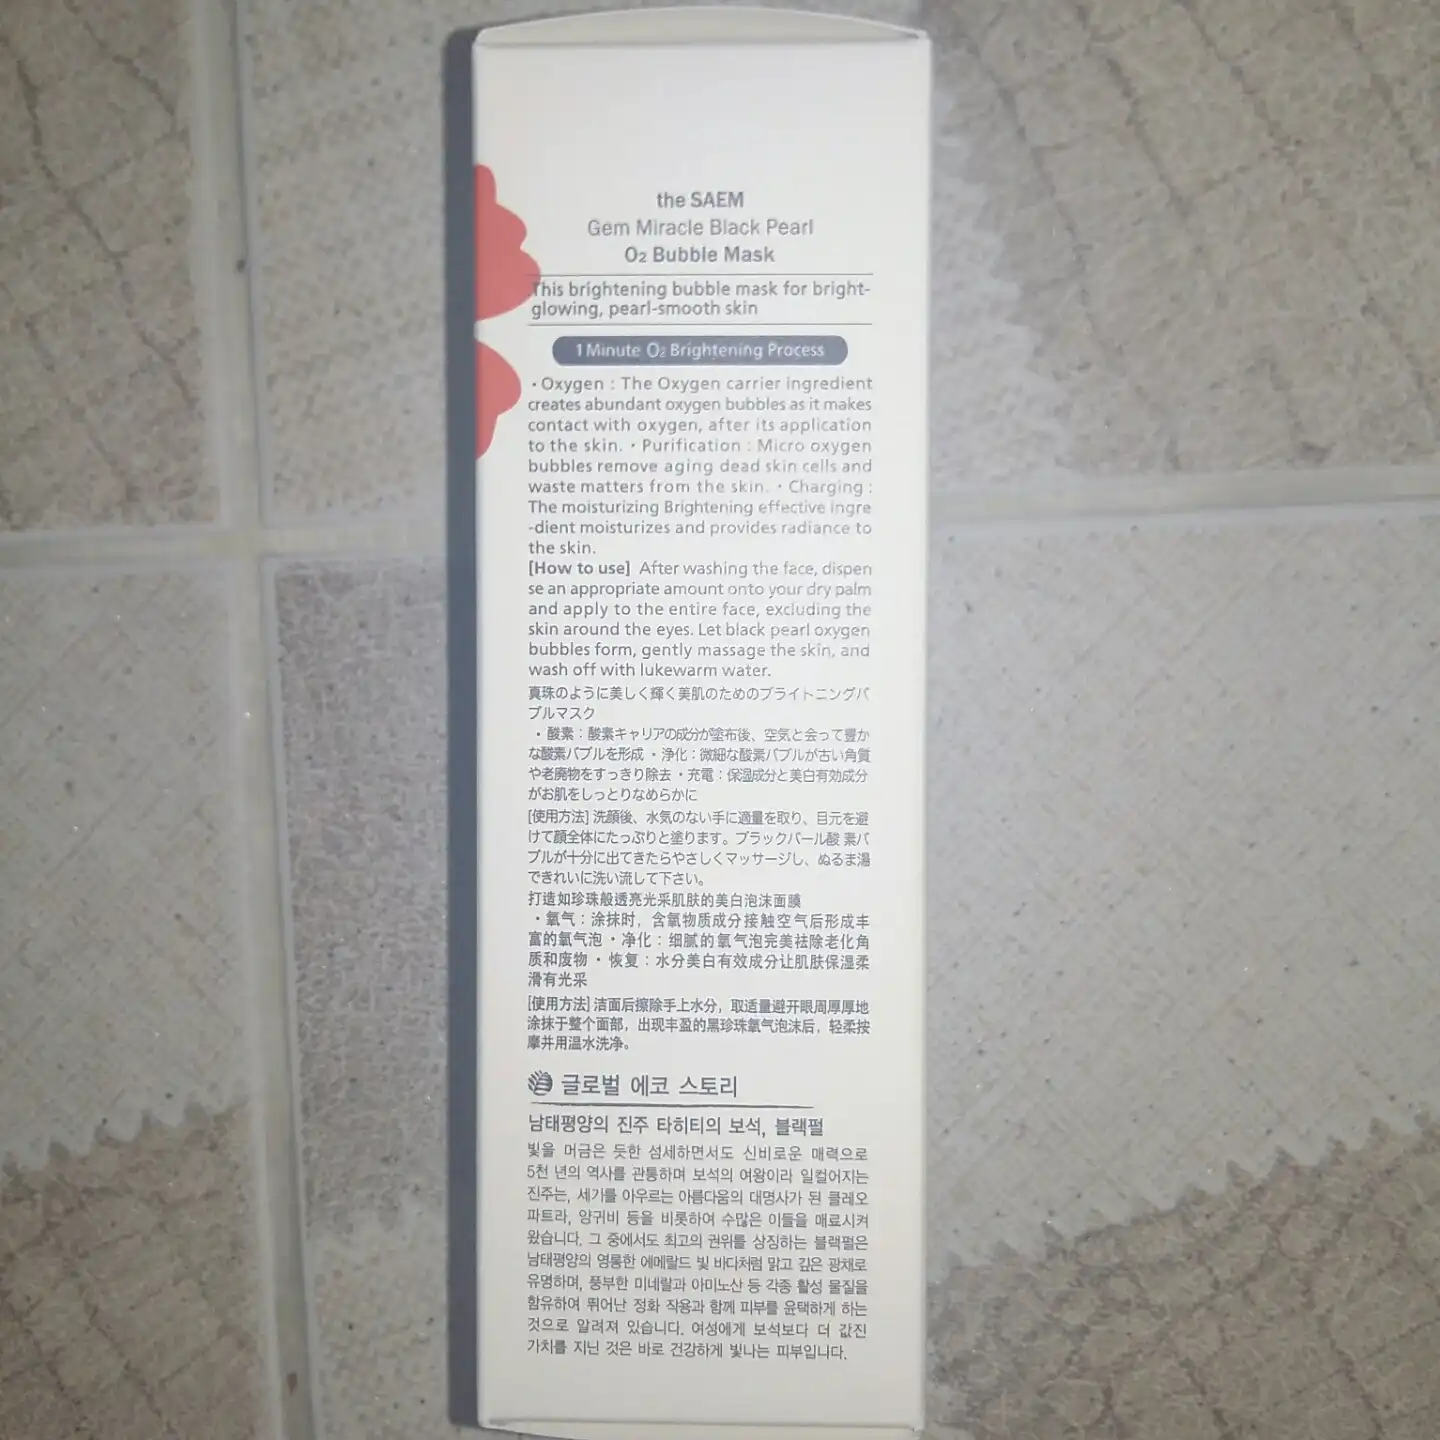 the SAEM
Gem Miracle Black Pearl
O₂ Bubble Mask
This brightening bubble mask for bright-
glowing, pearl-smooth skin
1 Minute O₂ Brightening Process
・Oxygen : The Oxygen carrier ingredient
creates abundant oxygen bubbles as it makes
contact with oxygen, after its application
to the skin. ・Purification : Micro oxygen
bubbles remove aging dead skin cells and
waste matters from the skin. ・Charging :
The moisturizing Brightening effective ingre
-dient moisturizes and provides radiance to
the skin.
[How to use] After washing the face, dispen
se an appropriate amount onto your dry palm
and apply to the entire face, excluding the
skin around the eyes. Let black pearl oxygen
bubbles form, gently massage the skin, and
wash off with lukewarm water.
真珠のように美しく輝く美肌のためのブライトニングバ
ブルマスク
・酸素：酸素キャリアの成分が塗布後、空気と会って豊か
な酸素バブルを形成・浄化：微細な酸素バブルが古い角質
や老廃物をすっきり除去・充電：保湿成分と美白有効成分
がお肌をしっとりなめらかに
[使用方法] 洗顔後、水気のない手に適量を取り、目元を避
けて顔全体にたっぷりと塗ります。ブラックパール酸 素バ
ブルが十分に出てきたらやさしくマッサージし、ぬるま湯
できれいに洗い流して下さい。
打造如珍珠般透亮光采肌肤的美白泡沫面膜
・氧气：涂抹时，含氧物质成分接触空气后形成丰
富的氧气泡・净化：细腻的氧气泡完美祛除老化角
质和废物・恢复：水分美白有效成分让肌肤保湿柔
滑有光采
[使用方法] 洁面后擦除手上水分，取适量避开眼周厚厚地
涂抹于整个面部，出现丰盈的黑珍珠氧气泡沫后，轻柔按
摩并用温水洗净。
글로벌 에코 스토리
남태평양의 진주 타히티의 보석, 블랙펄
빛을 머금은 듯한 섬세하면서도 신비로운 매력으로
5천 년의 역사를 관통하며 보석의 여왕이라 일컬어지는
진주는, 세기를 아우르는 아름다움의 대명사가 된 클레오
파트라, 양귀비 등을 비롯하여 수많은 이들을 매료시켜
왔습니다. 그 중에서도 최고의 권위를 상징하는 블랙펄은
남태평양의 영롱한 에메랄드 빛 바다처럼 맑고 깊은 광채로
유명하며, 풍부한 미네랄과 아미노산 등 각종 활성 물질을
함유하여 뛰어난 정화 작용과 함께 피부를 윤택하게 하는
것으로 알려져 있습니다. 여성에게 보석보다 더 값진
가치를 지닌 것은 바로 건강하게 빛나는 피부입니다.